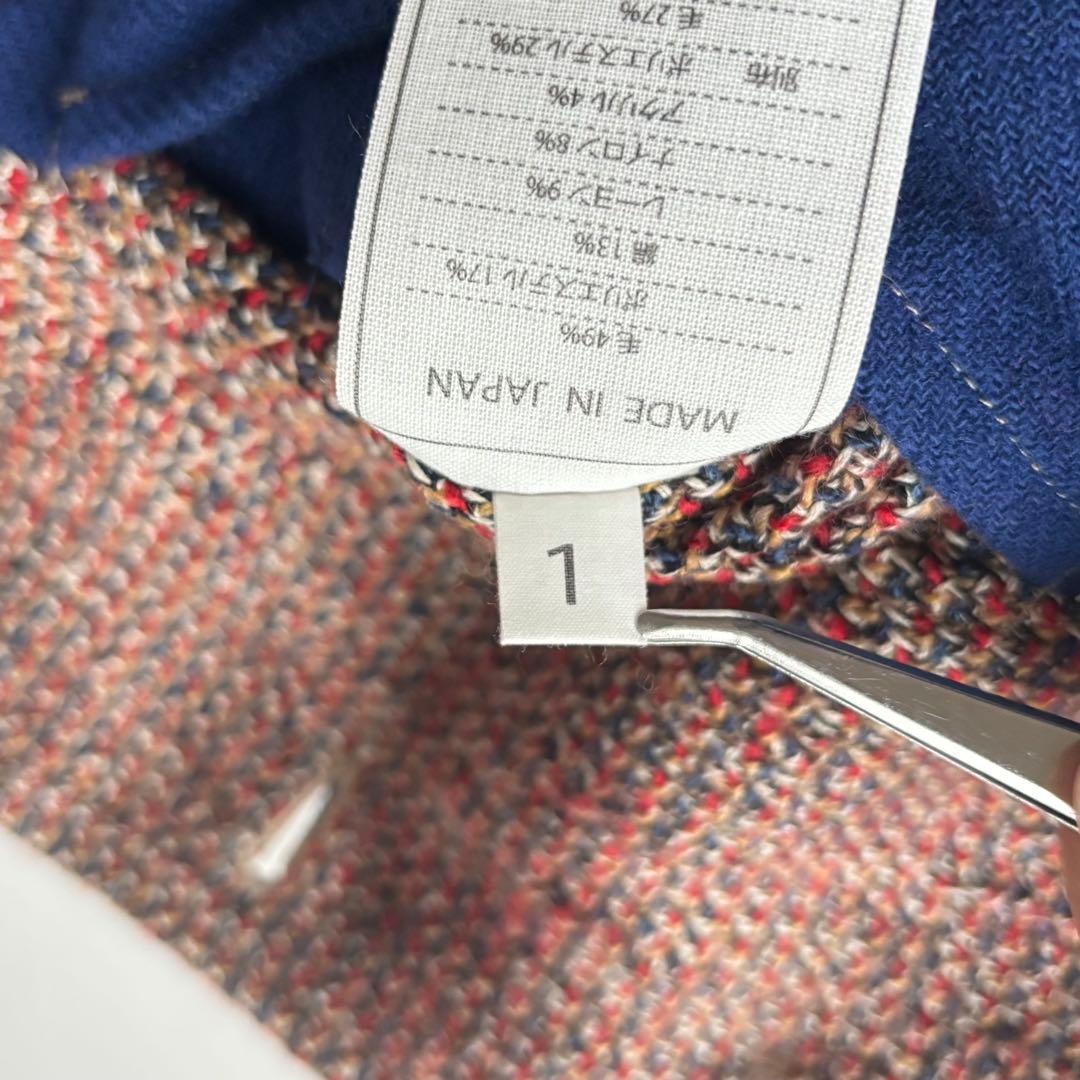 MADE IN JAPAN
毛 49%
ポリエステル 17%
綿 13%
レーヨン 9%
ナイロン 8%
アクリル 4%
別布 ポリエステル 29%
毛 27%
1